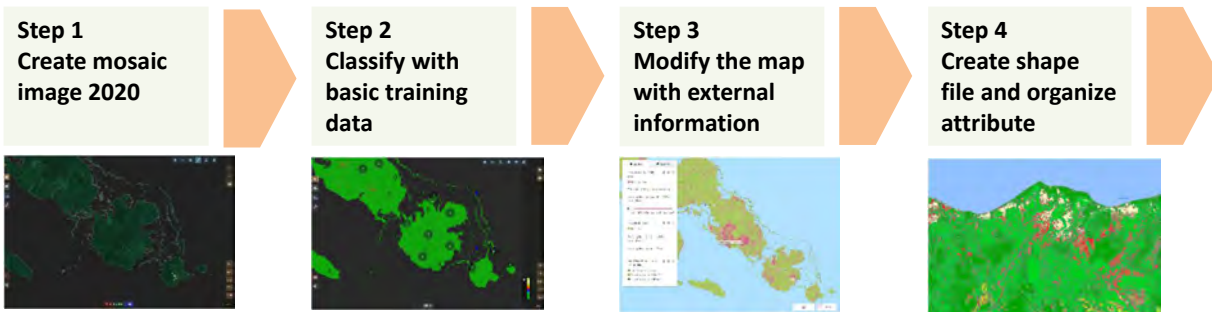 Step 1
Create mosaic
image 2020
Step 2
Classify with
basic training
data
Step 3
Modify the map
with external
information
Step 4
Create shape
file and organize
attribute